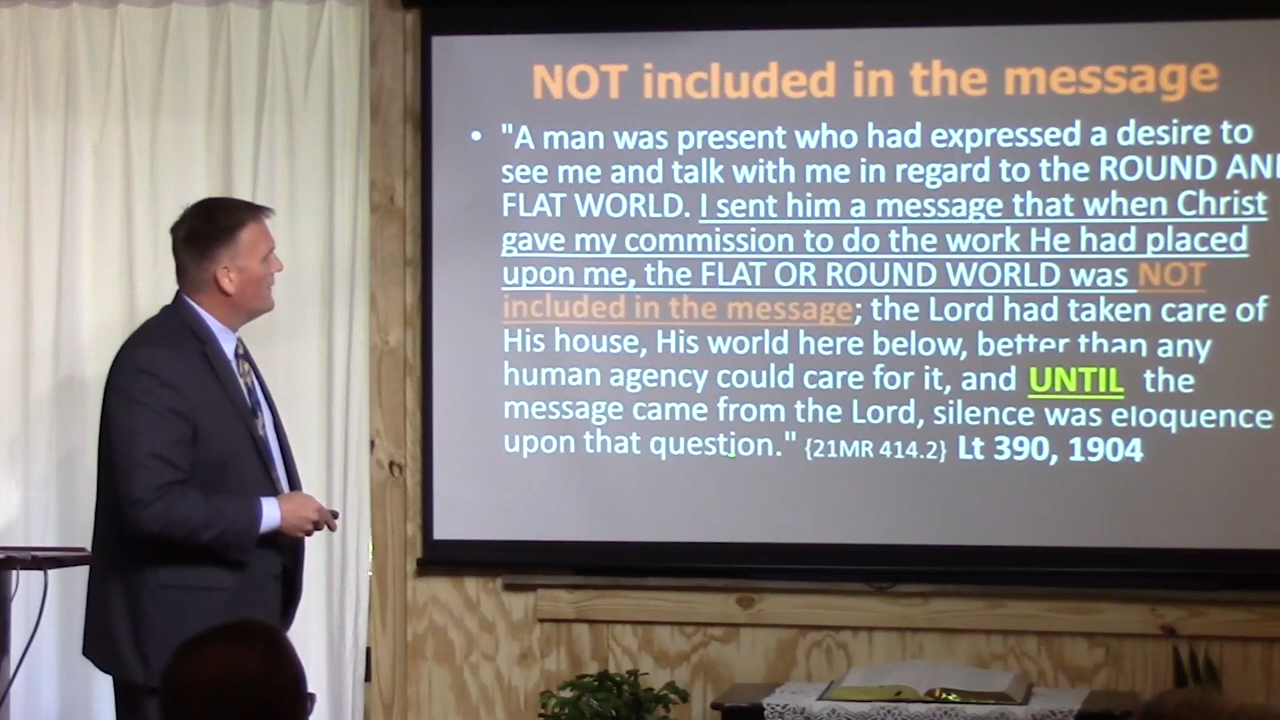 NOT included in the message
• "A man was present who had expressed a desire to
see me and talk with me in regard to the ROUND AN
FLAT WORLD. I sent him a message that when Christ
gave my commission to do the work He had placed
upon me, the FLAT OR ROUND WORLD was NOT
included in the message; the Lord had taken care of
His house, His world here below, better than any
human agency could care for it, and UNTIL the
message came from the Lord, silence was eloquence
upon that question." {21MR 414.2} Lt 390, 1904